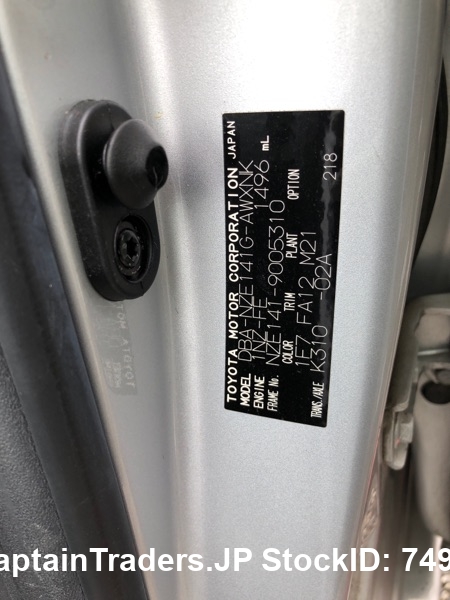 TOYOTA MOTOR CORPORATION JAPAN
MODEL DBA-NZE141G-AWXNK
ENGINE 1NZ-FE 1496 mL
FRAME No. NZE141-9005310
COLOR TRIM PLANT OPTION
1E7 FA12 M21 218
TRANS./AXLE K310 -02A
aptainTraders.JP StockID: 749